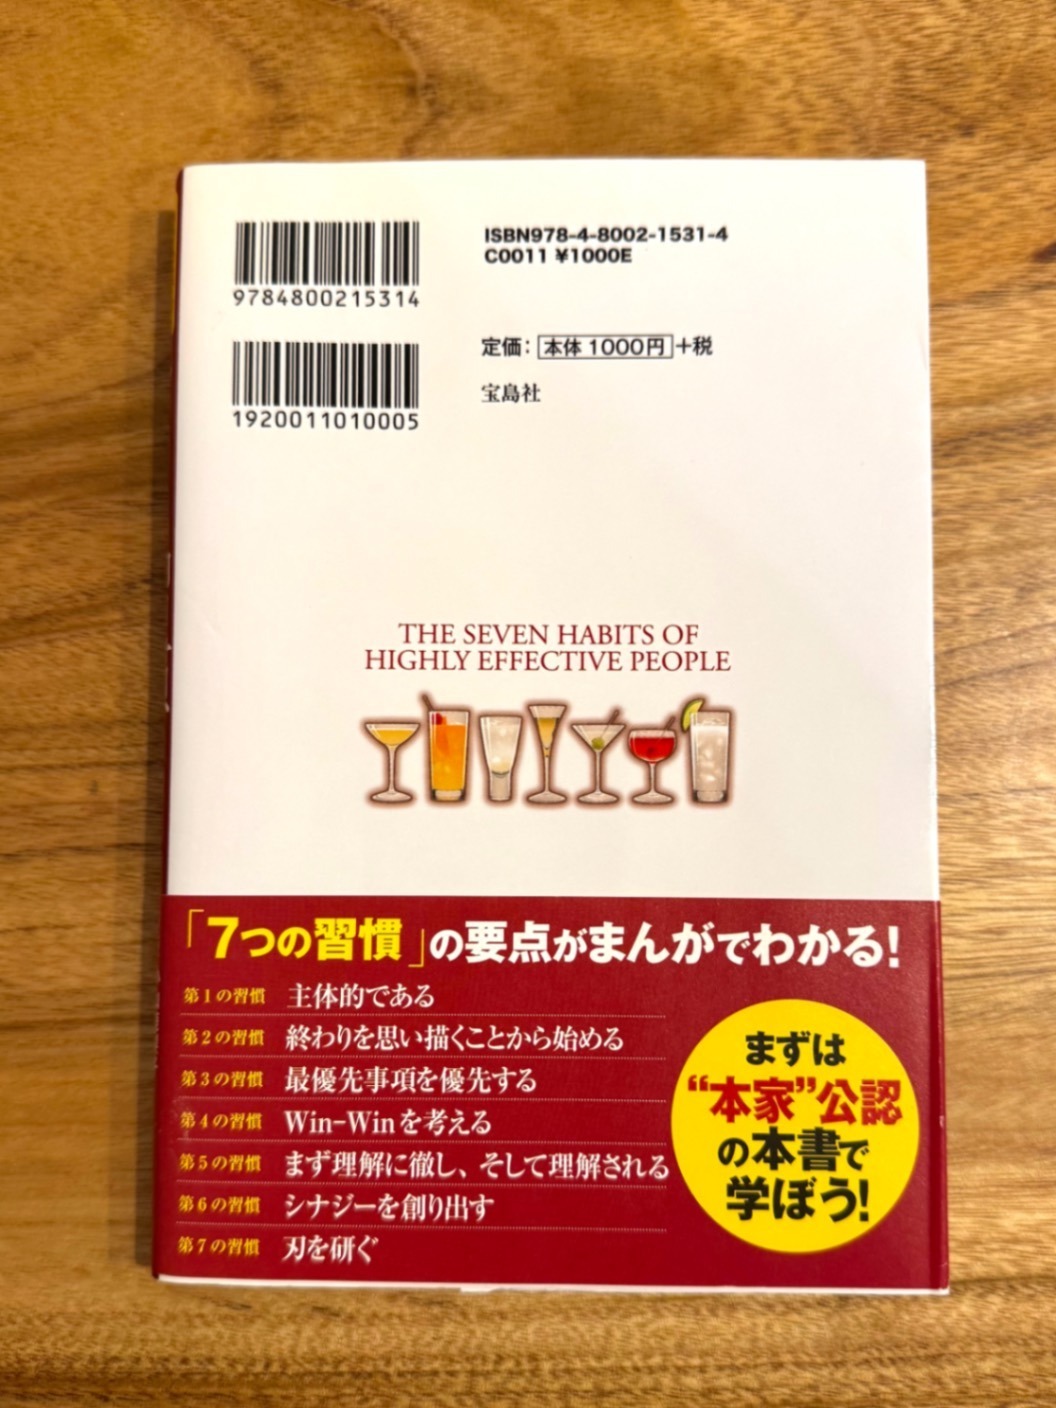 9784800215314
ISBN978-4-8002-1531-4
C0011 ¥1000E
1920011010005
定価：本体1000円+税
宝島社
THE SEVEN HABITS OF
HIGHLY EFFECTIVE PEOPLE
「7つの習慣」の要点がまんがでわかる！
第1の習慣 主体的である
第2の習慣 終わりを思い描くことから始める
第3の習慣 最優先事項を優先する
第4の習慣 Win-Winを考える
第5の習慣 まず理解に徹し、そして理解される
第6の習慣 シナジーを創り出す
第7の習慣 刃を研ぐ
まずは
“本家”公認
の本書で
学ぼう！